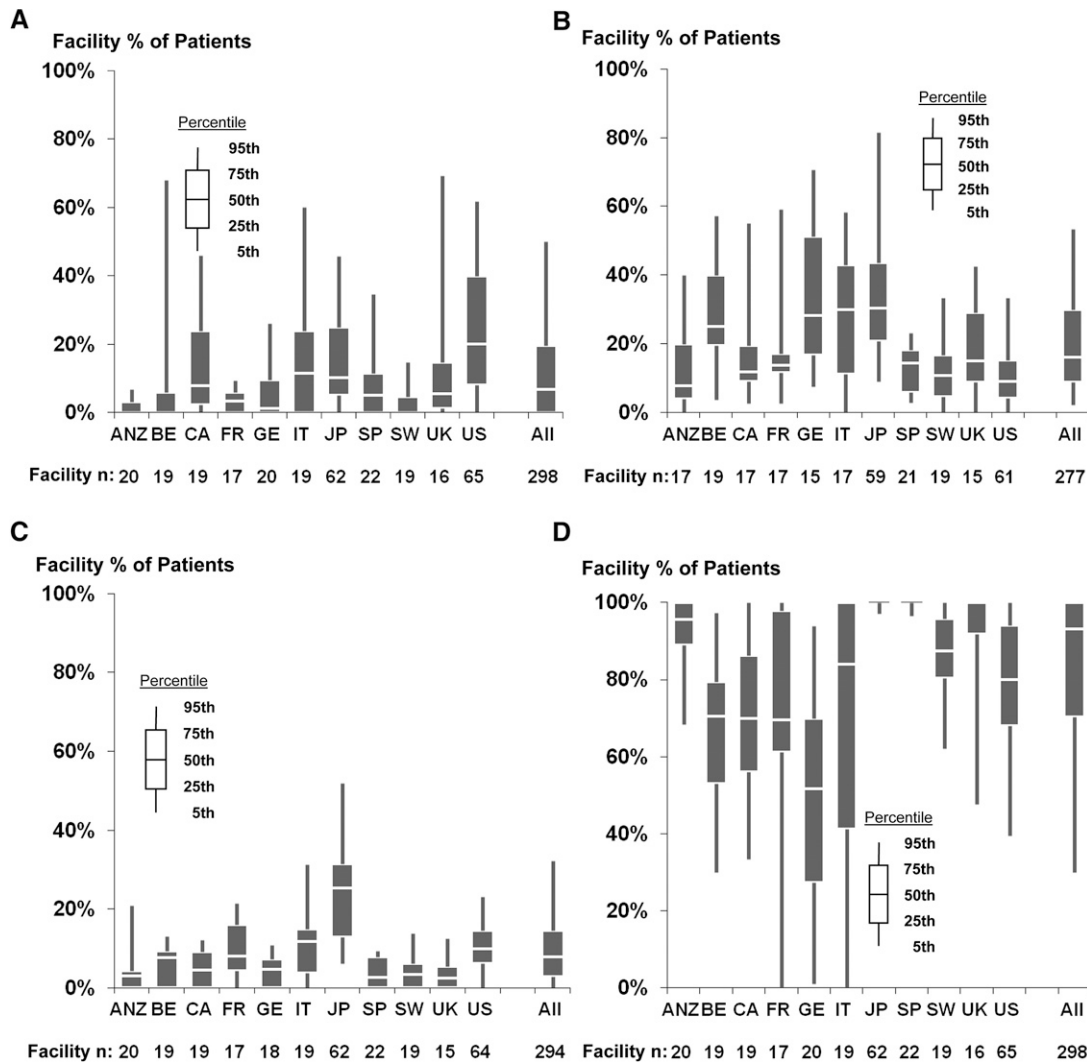 A
Facility % of Patients
100%
80%
60%
40%
20%
0%
Percentile
95th
75th
50th
25th
5th
ANZ BE CA FR GE IT JP SP SW UK US All
Facility n: 20 19 19 17 20 19 62 22 19 16 65 298
B
Facility % of Patients
100%
80%
60%
40%
20%
0%
Percentile
95th
75th
50th
25th
5th
ANZ BE CA FR GE IT JP SP SW UK US All
Facility n: 17 19 17 17 15 17 59 21 19 15 61 277
C
Facility % of Patients
100%
80%
60%
40%
20%
0%
Percentile
95th
75th
50th
25th
5th
ANZ BE CA FR GE IT JP SP SW UK US All
Facility n: 20 19 19 17 18 19 62 22 19 15 64 294
D
Facility % of Patients
100%
80%
60%
40%
20%
0%
Percentile
95th
75th
50th
25th
5th
ANZ BE CA FR GE IT JP SP SW UK US All
Facility n: 20 19 19 17 20 19 62 22 19 16 65 298